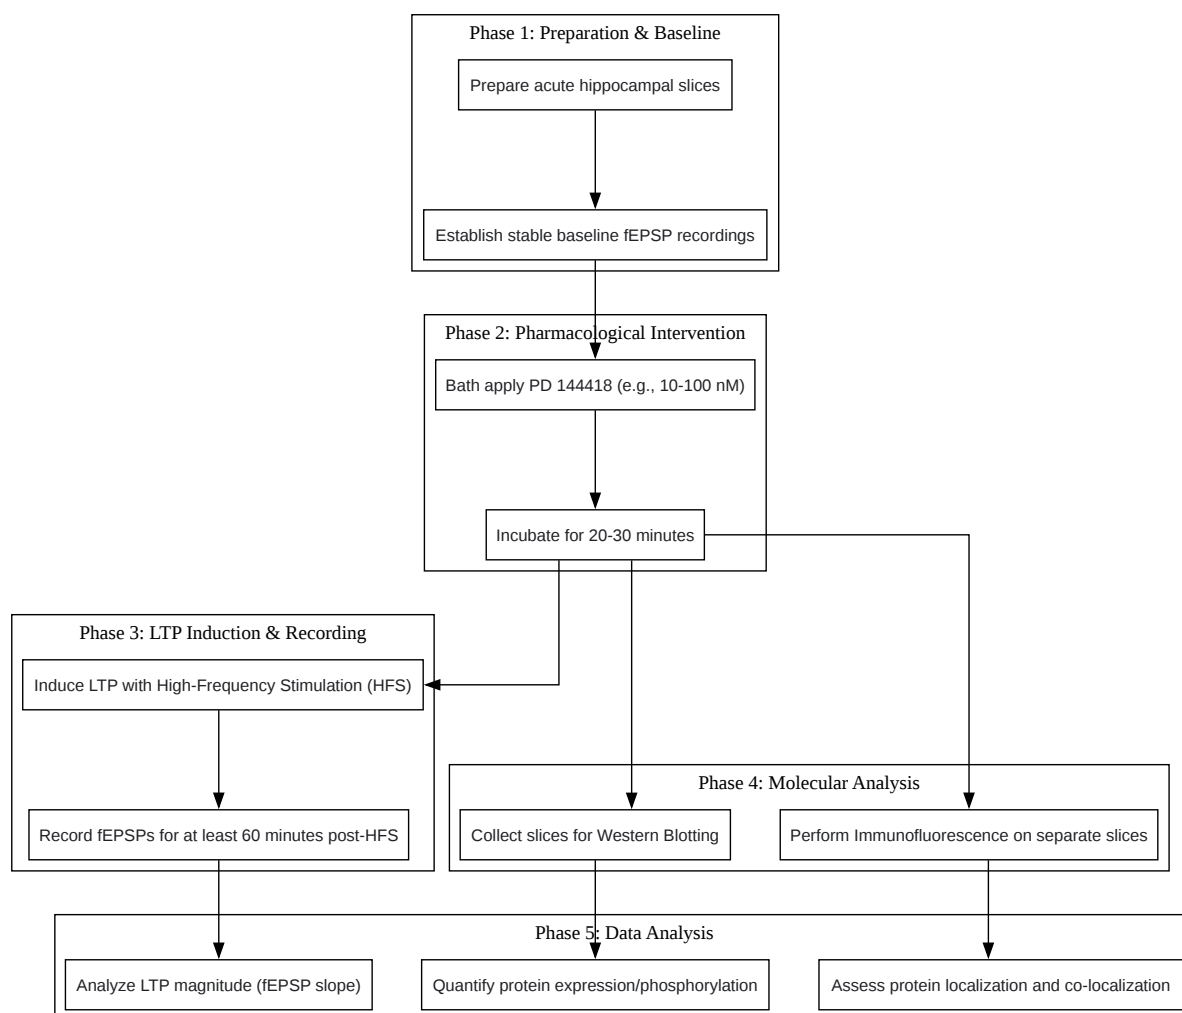 Phase 1: Preparation & Baseline
Prepare acute hippocampal slices
Establish stable baseline fEPSP recordings
Phase 2: Pharmacological Intervention
Bath apply PD 144418 (e.g., 10-100 nM)
Incubate for 20-30 minutes
Phase 3: LTP Induction & Recording
Induce LTP with High-Frequency Stimulation (HFS)
Record fEPSPs for at least 60 minutes post-HFS
Phase 4: Molecular Analysis
Collect slices for Western Blotting
Perform Immunofluorescence on separate slices
Phase 5: Data Analysis
Analyze LTP magnitude (fEPSP slope)
Quantify protein expression/phosphorylation
Assess protein localization and co-localization